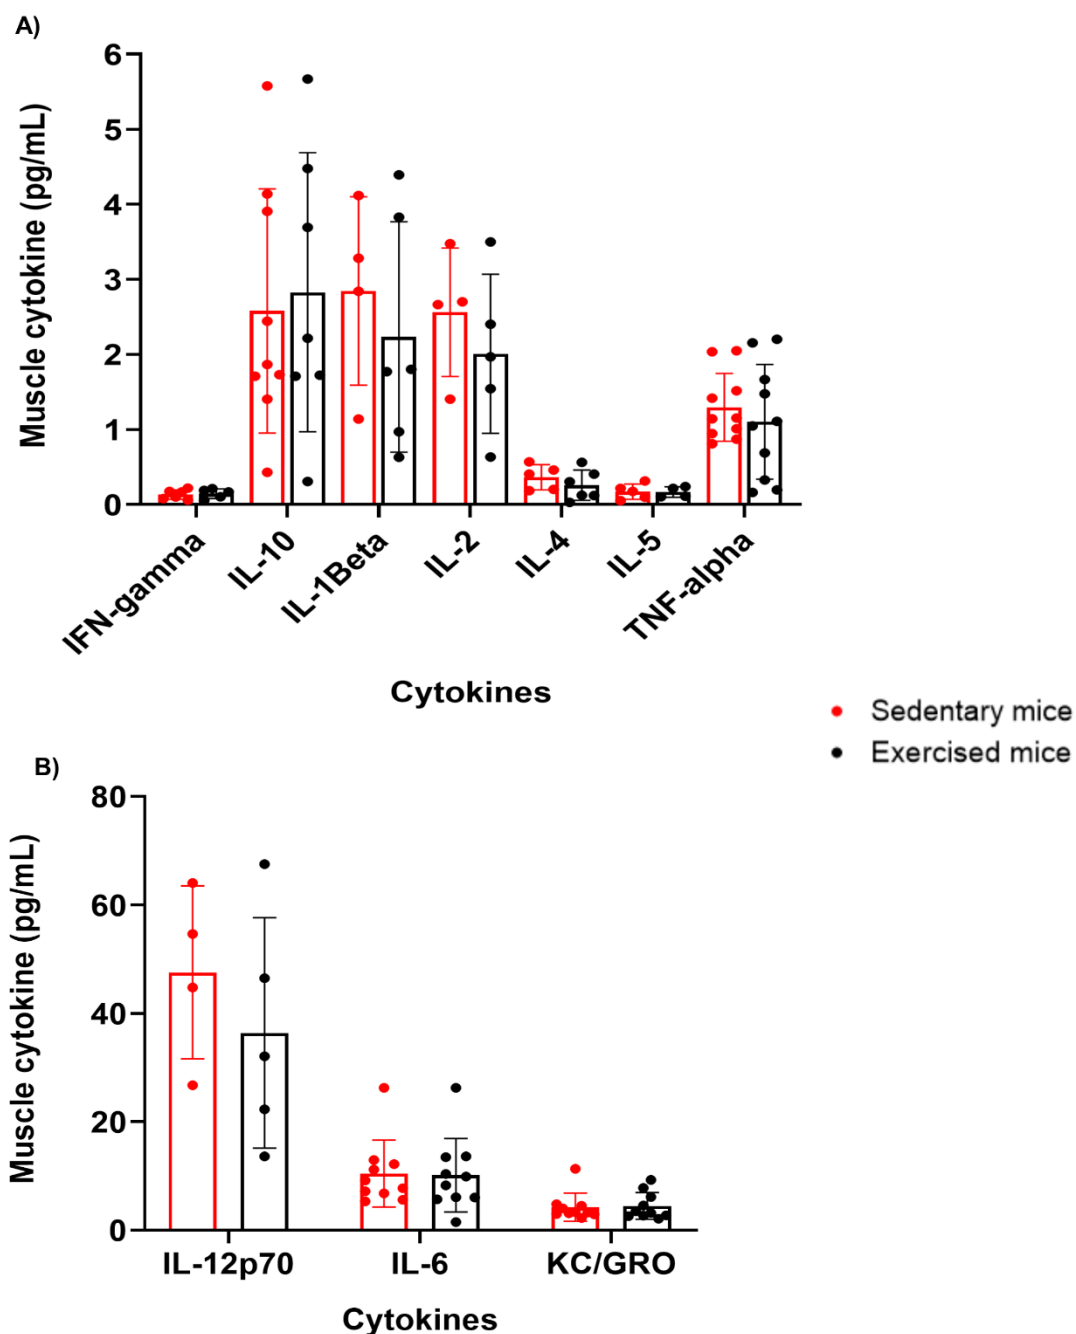 A)
Muscle cytokine (pg/mL)
6
5
4
3
2
1
0
IFN-gamma
IL-10
IL-1Beta
IL-2
IL-4
IL-5
TNF-alpha
Cytokines
Sedentary mice
Exercised mice
B)
Muscle cytokine (pg/mL)
80
60
40
20
0
IL-12p70
IL-6
KC/GRO
Cytokines